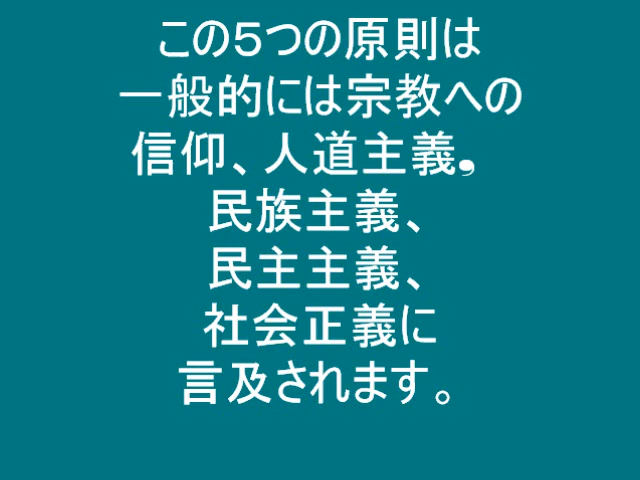 この５つの原則は
一般的には宗教への
信仰、人道主義,
民族主義、
民主主義、
社会正義に
言及されます。